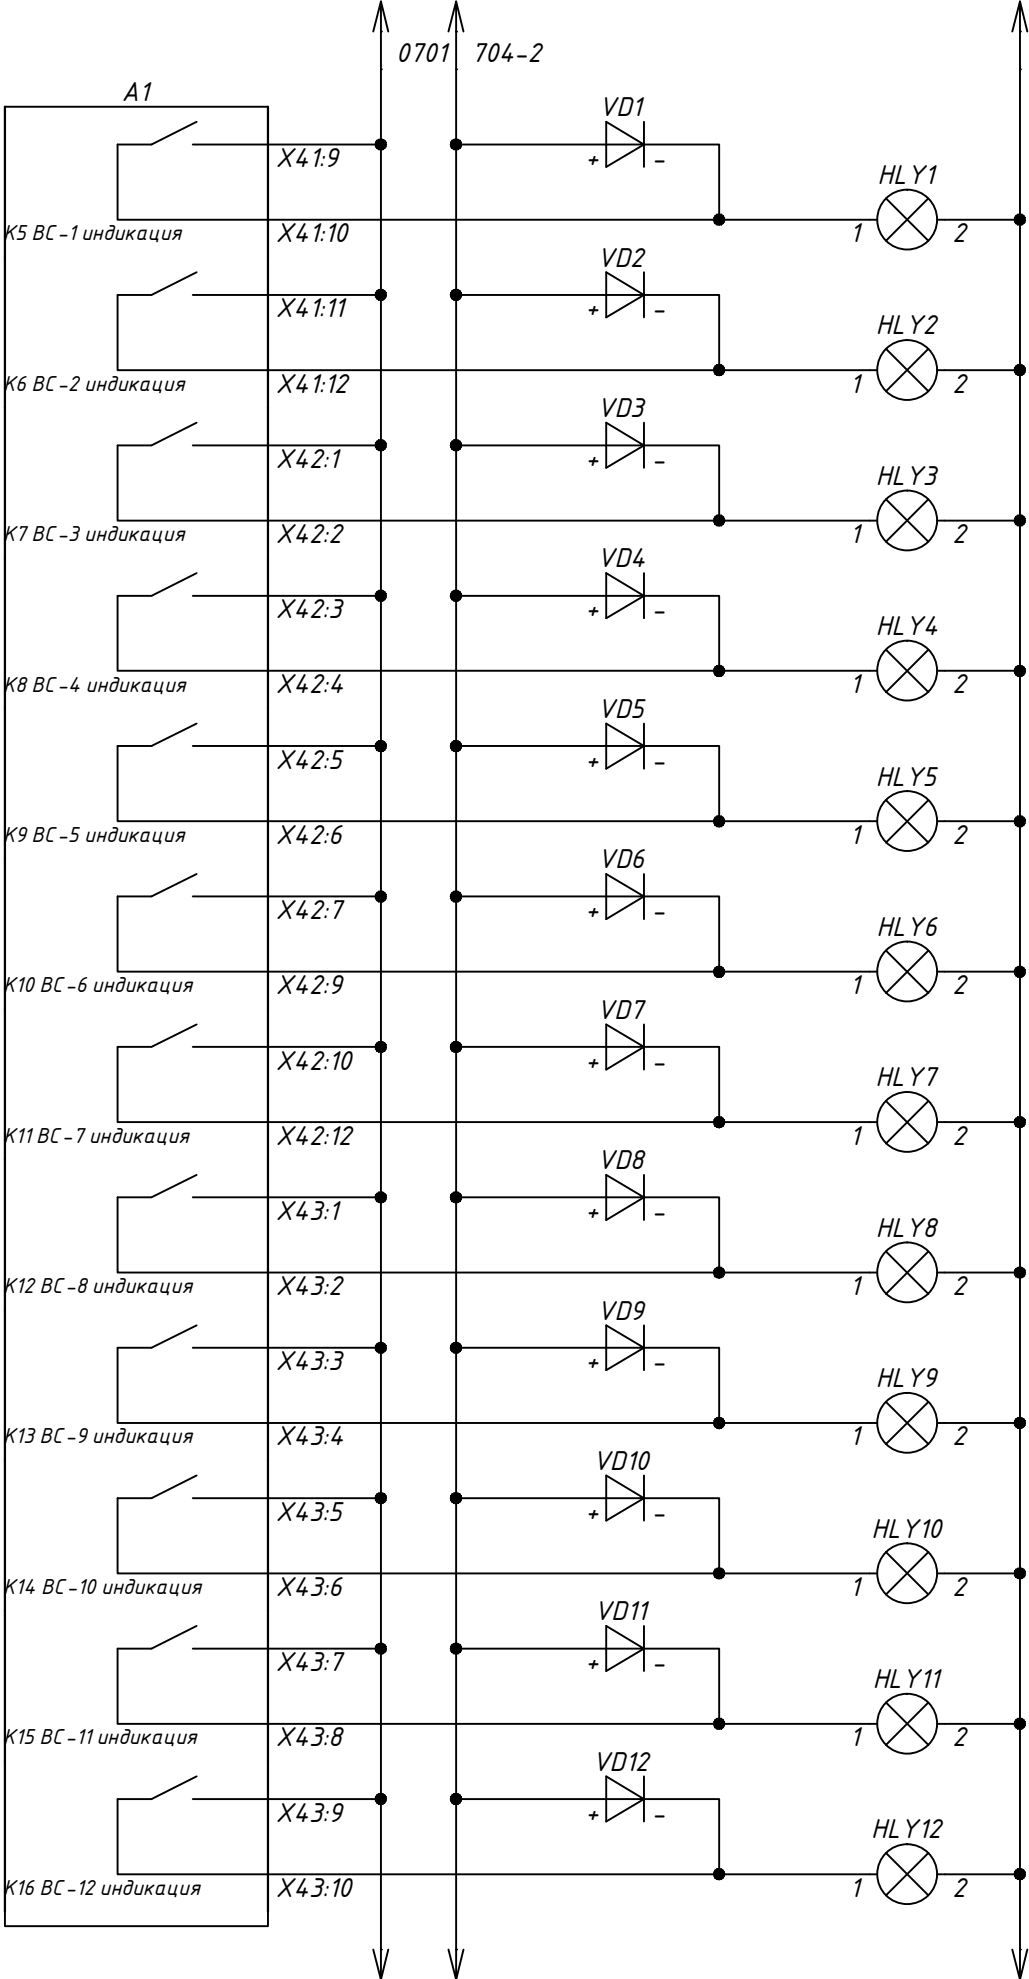 0701 704-2
A1
VD1
X41:9
+ -
HLY1
K5 ВС-1 индикация X41:10
1 2
VD2
X41:11
+ -
HLY2
K6 ВС-2 индикация X41:12
1 2
VD3
X42:1
+ -
HLY3
K7 ВС-3 индикация X42:2
1 2
VD4
X42:3
+ -
HLY4
K8 ВС-4 индикация X42:4
1 2
VD5
X42:5
+ -
HLY5
K9 ВС-5 индикация X42:6
1 2
VD6
X42:7
+ -
HLY6
K10 ВС-6 индикация X42:9
1 2
VD7
X42:10
+ -
HLY7
K11 ВС-7 индикация X42:12
1 2
VD8
X43:1
+ -
HLY8
K12 ВС-8 индикация X43:2
1 2
VD9
X43:3
+ -
HLY9
K13 ВС-9 индикация X43:4
1 2
VD10
X43:5
+ -
HLY10
K14 ВС-10 индикация X43:6
1 2
VD11
X43:7
+ -
HLY11
K15 ВС-11 индикация X43:8
1 2
VD12
X43:9
+ -
HLY12
K16 ВС-12 индикация X43:10
1 2